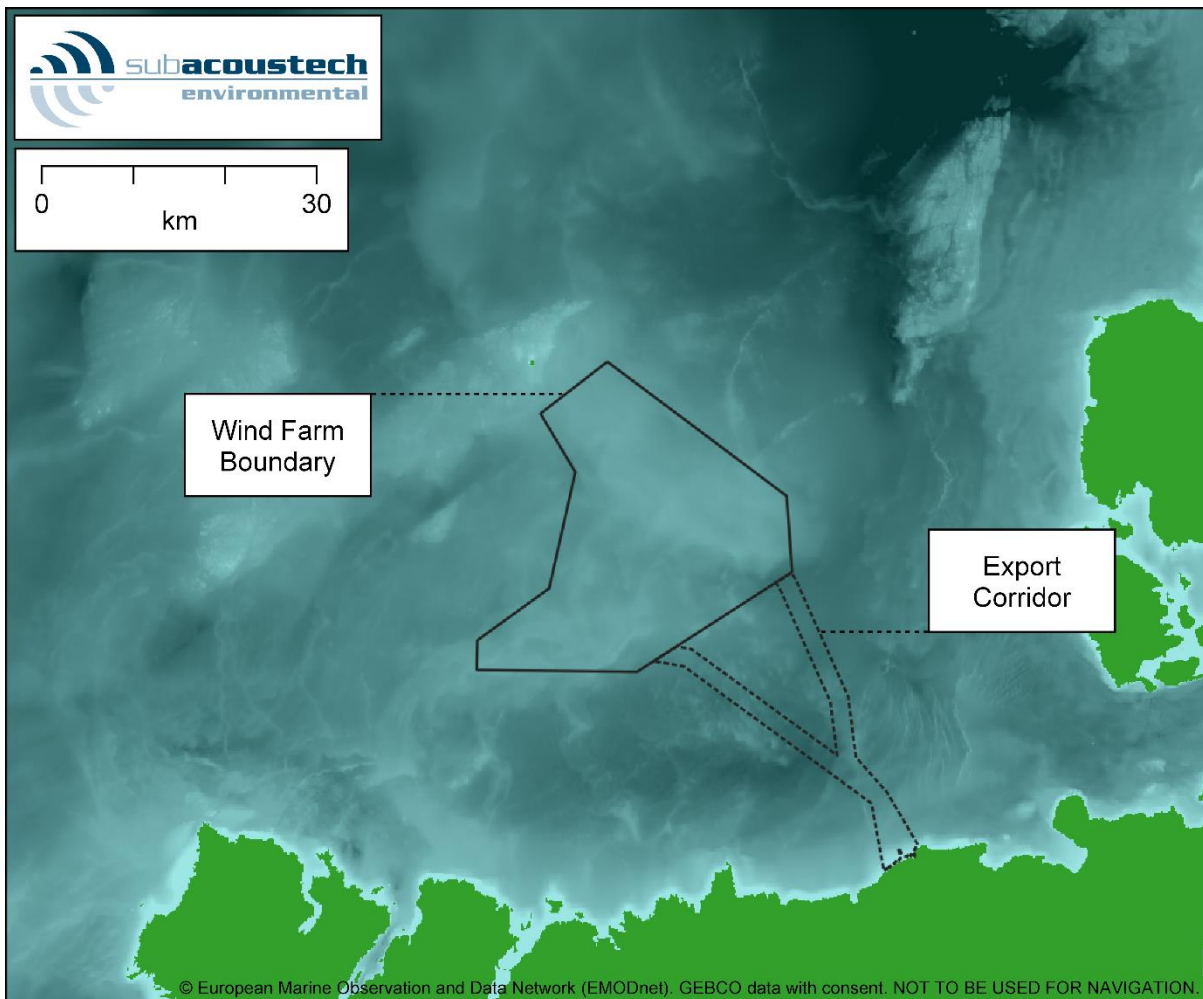 subacoustech
environmental
0 30
km
Wind Farm
Boundary
Export
Corridor
© European Marine Observation and Data Network (EMODnet). GEBCO data with consent. NOT TO BE USED FOR NAVIGATION.